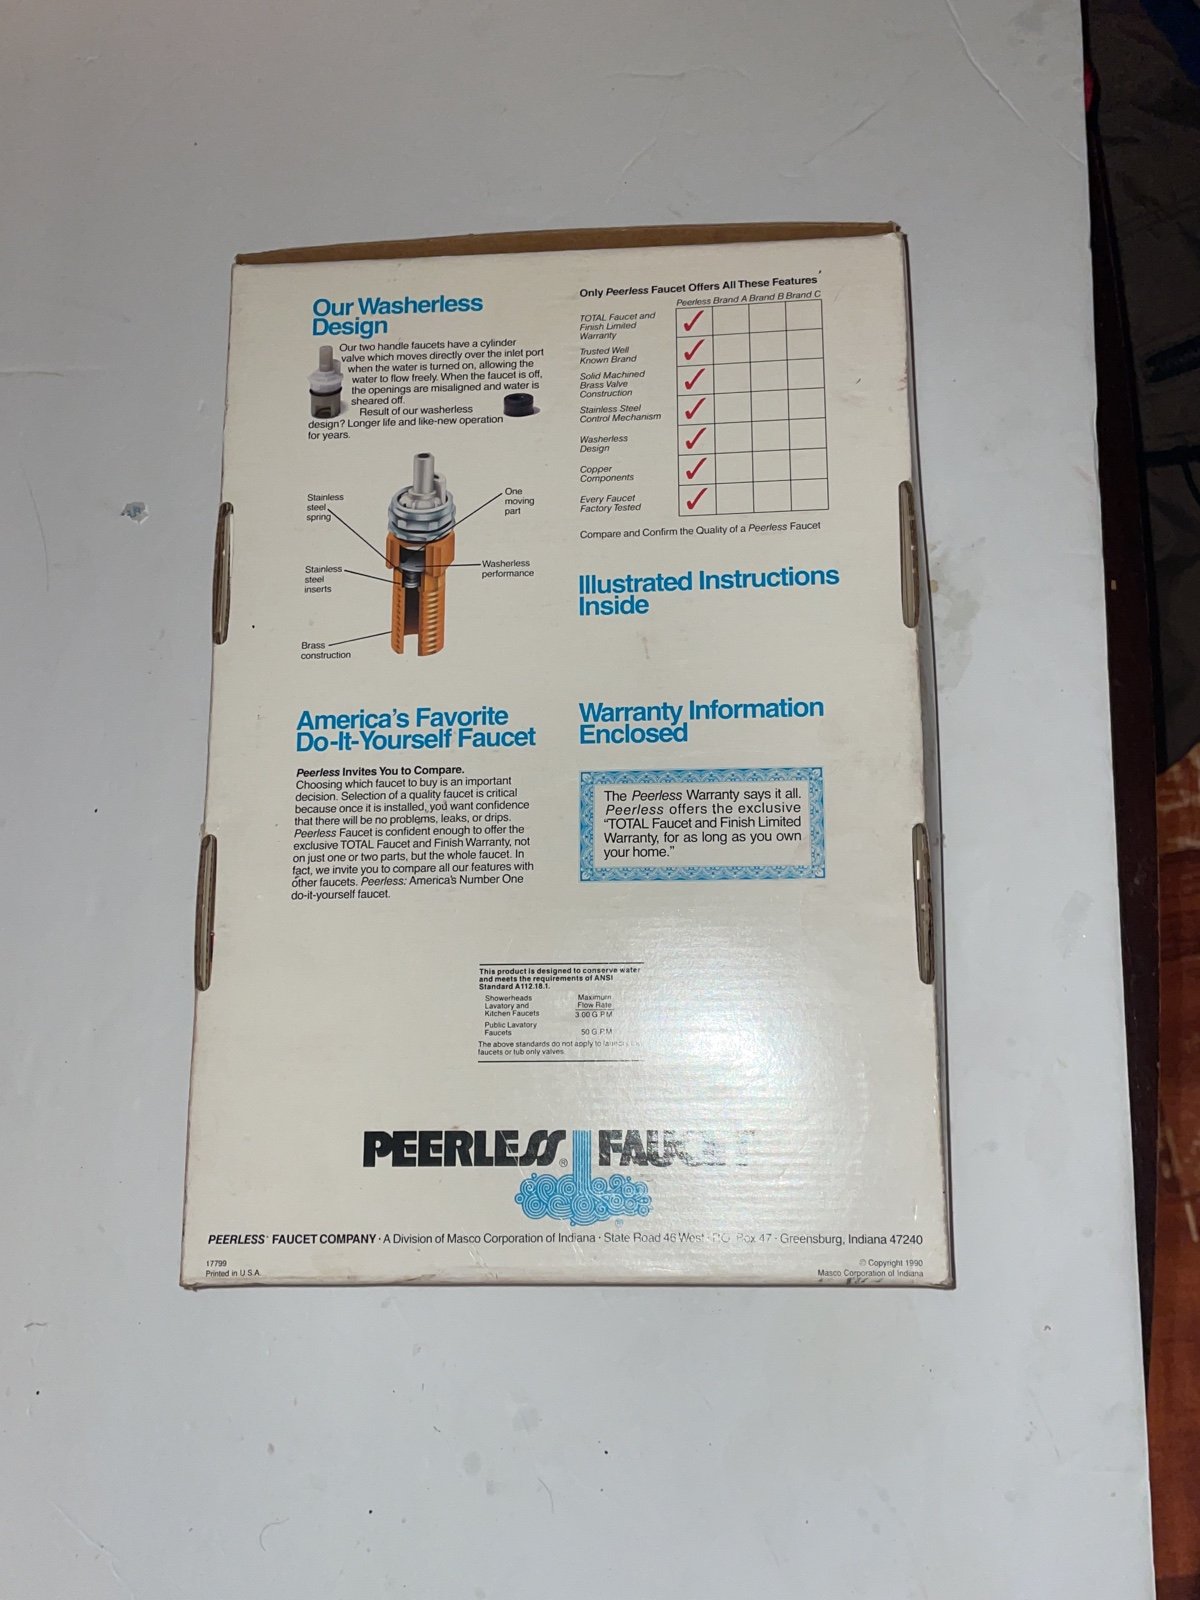 Our Washerless
Design
Our two handle faucets have a cylinder
valve which moves directly over the inlet port
when the water is turned on, allowing the
water to flow freely. When the faucet is off,
the openings are misaligned and water is
sheared off.
Result of our washerless
design? Longer life and like-new operation
for years.
Stainless
steel
spring
One
moving
part
Stainless
steel
inserts
Washerless
performance
Brass
construction
Only Peerless Faucet Offers All These Features
Peerless Brand A Brand B Brand C
TOTAL Faucet and
Finish Limited
Warranty
Trusted Well
Known Brand
Solid Machined
Brass Valve
Construction
Stainless Steel
Control Mechanism
Washerless
Design
Copper
Components
Every Faucet
Factory Tested
Compare and Confirm the Quality of a Peerless Faucet
Illustrated Instructions
Inside
America's Favorite
Do-It-Yourself Faucet
Peerless Invites You to Compare.
Choosing which faucet to buy is an important
decision. Selection of a quality faucet is critical
because once it is installed, you want confidence
that there will be no problems, leaks, or drips.
Peerless Faucet is confident enough to offer the
exclusive TOTAL Faucet and Finish Warranty, not
on just one or two parts, but the whole faucet. In
fact, we invite you to compare all our features with
other faucets. Peerless: America's Number One
do-it-yourself faucet.
Warranty Information
Enclosed
The Peerless Warranty says it all.
Peerless offers the exclusive
"TOTAL Faucet and Finish Limited
Warranty, for as long as you own
your home."
This product is designed to conserve water
and meets the requirements of ANSI
Standard A112.18.1.
Showerheads Maximum
Lavatory and Flow Rate
Kitchen Faucets 3.00 G.P.M.
Public Lavatory
Faucets .50 G.P.M.
The above standards do not apply to
faucets or tub only valves.
PEERLESS® FAUCET
®
PEERLESS® FAUCET COMPANY · A Division of Masco Corporation of Indiana · State Road 46 West · P.O. Box 47 · Greensburg, Indiana 47240
17799
Printed in U.S.A.
© Copyright 1990
Masco Corporation of Indiana